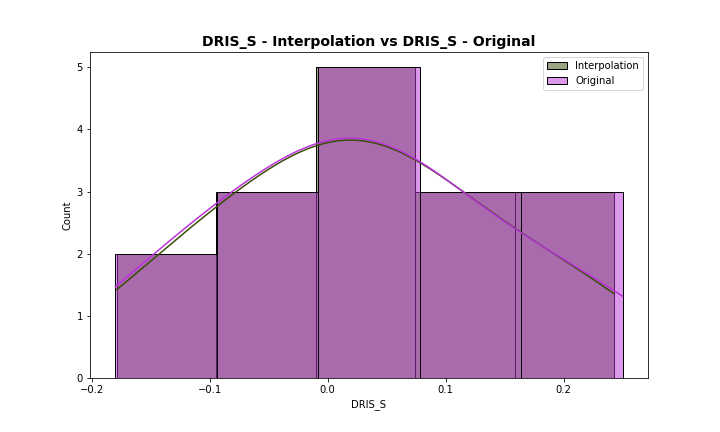 DRIS_S - Interpolation vs DRIS_S - Original
Interpolation
Original
5
4
3
2
1
0
Count
−0.2
−0.1
0.0
0.1
0.2
DRIS_S